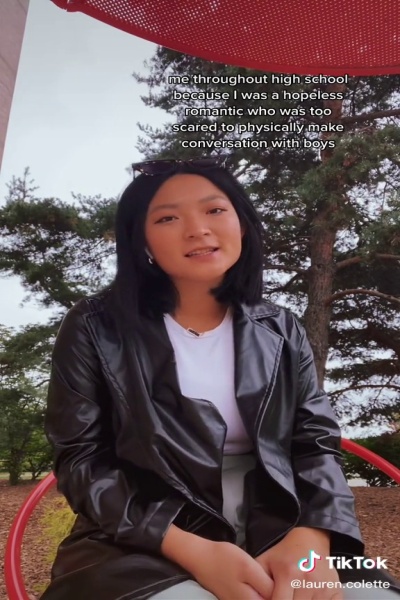 me throughout high school
because I was a hopeless
romantic who was too
scared to physically make
conversation with boys
TikTok
@lauren.colette